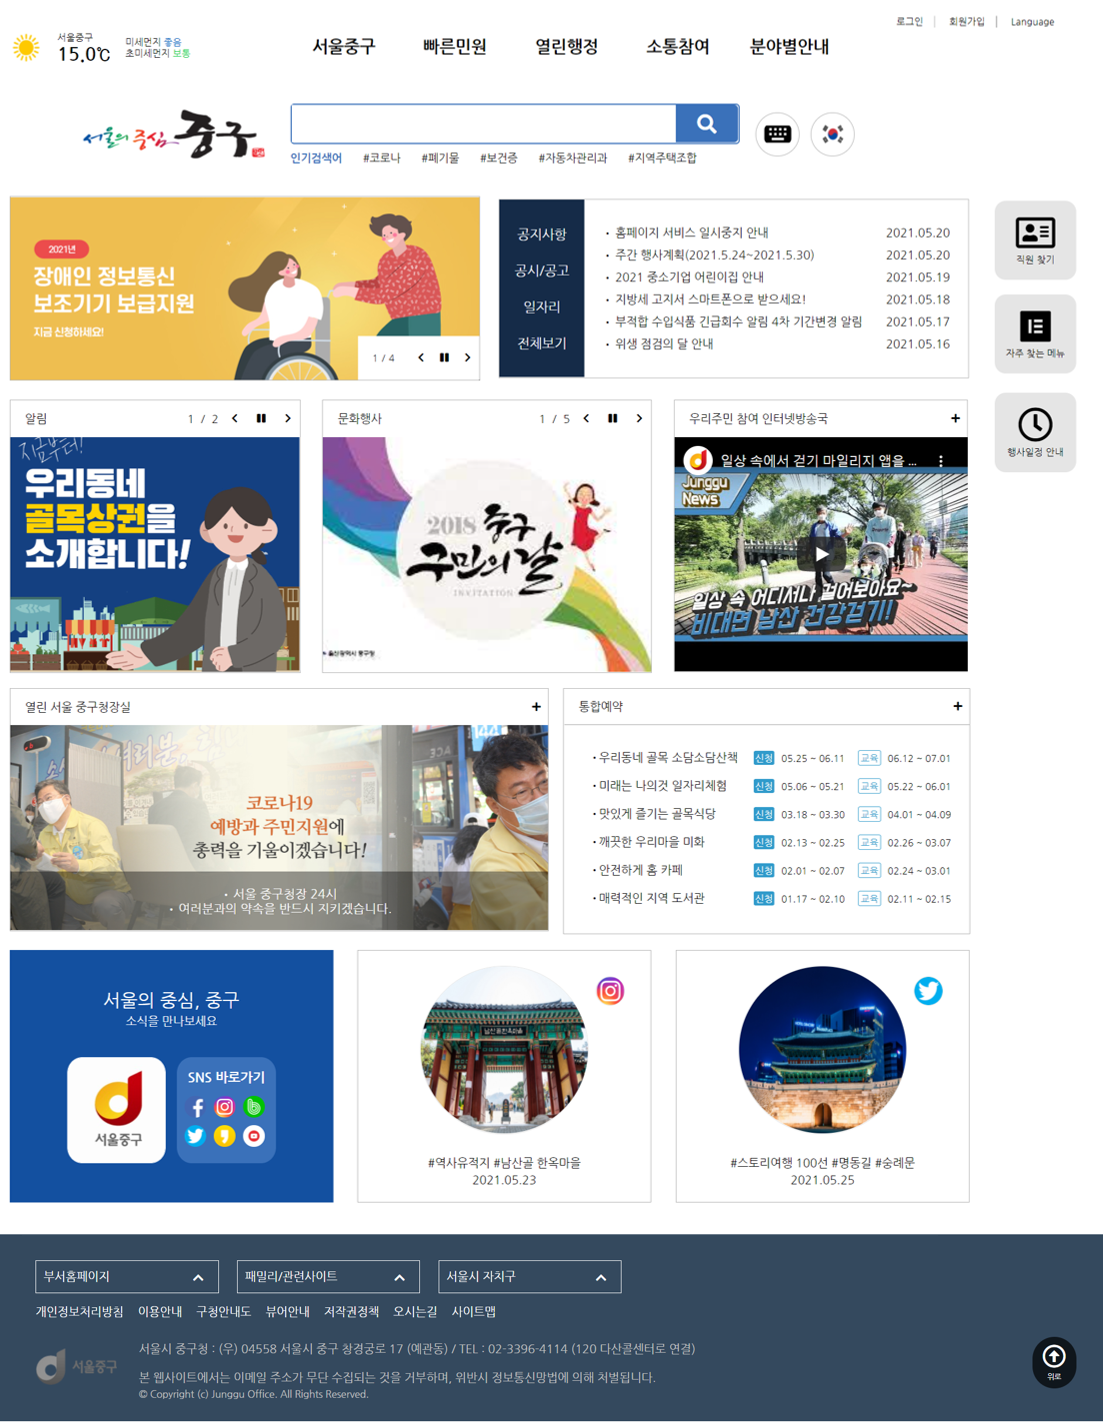 로그인 | 회원가입 | Language
서울중구
15.0℃
미세먼지 좋음
초미세먼지 보통
서울중구 빠른민원 열린행정 소통참여 분야별안내
서울의 중심 중구
인기검색어 #코로나 #폐기물 #보건증 #자동차관리과 #지역주택조합
2021년
장애인 정보통신
보조기기 보급지원
지금 신청하세요!
1 / 4
공지사항
공시/공고
일자리
전체보기
· 홈페이지 서비스 일시중지 안내 2021.05.20
· 주간 행사계획(2021.5.24~2021.5.30) 2021.05.20
· 2021 중소기업 어린이집 안내 2021.05.19
· 지방세 고지서 스마트폰으로 받으세요! 2021.05.18
· 부적합 수입식품 긴급회수 알림 4차 기간변경 알림 2021.05.17
· 위생 점검의 달 안내 2021.05.16
직원 찾기
자주 찾는 메뉴
행사일정 안내
알림 1 / 2
지금부터!
우리동네
골목상권을
소개합니다!
문화행사 1 / 5
2018 중구
구민의날
INVITATION
울산광역시 중구청
우리주민 참여 인터넷방송국 +
일상 속에서 걷기 마일리지 앱을 ...
Junggu
News
일상 속 어디서나 걸어보아요~
비대면 남산 건강걷기!!
열린 서울 중구청장실 +
코로나19
예방과 주민지원에
총력을 기울이겠습니다!
· 서울 중구청장 24시
· 여러분과의 약속을 반드시 지키겠습니다.
통합예약 +
· 우리동네 골목 소담소담산책 신청 05.25 ~ 06.11 교육 06.12 ~ 07.01
· 미래는 나의것 일자리체험 신청 05.06 ~ 05.21 교육 05.22 ~ 06.01
· 맛있게 즐기는 골목식당 신청 03.18 ~ 03.30 교육 04.01 ~ 04.09
· 깨끗한 우리마을 미화 신청 02.13 ~ 02.25 교육 02.26 ~ 03.07
· 안전하게 홈 카페 신청 02.01 ~ 02.07 교육 02.24 ~ 03.01
· 매력적인 지역 도서관 신청 01.17 ~ 02.10 교육 02.11 ~ 02.15
서울의 중심, 중구
소식을 만나보세요
서울중구
SNS 바로가기
#역사유적지 #남산골 한옥마을
2021.05.23
#스토리여행 100선 #명동길 #숭례문
2021.05.25
부서홈페이지 패밀리/관련사이트 서울시 자치구
개인정보처리방침 이용안내 구청안내도 뷰어안내 저작권정책 오시는길 사이트맵
서울중구
서울시 중구청 : (우) 04558 서울시 중구 창경궁로 17 (예관동) / TEL : 02-3396-4114 (120 다산콜센터로 연결)
본 웹사이트에서는 이메일 주소가 무단 수집되는 것을 거부하며, 위반시 정보통신망법에 의해 처벌됩니다.
© Copyright (c) Junggu Office. All Rights Reserved.
위로